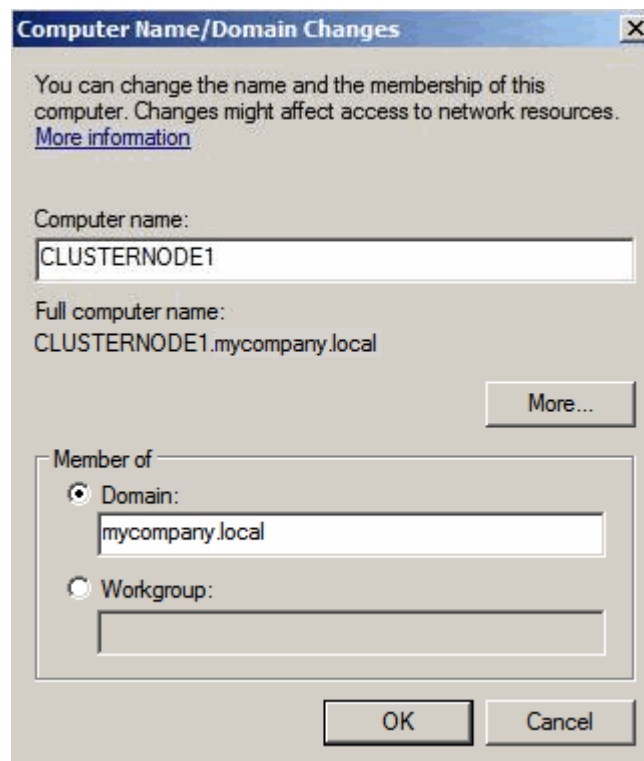 Computer Name/Domain Changes
You can change the name and the membership of this
computer. Changes might affect access to network resources.
More information
Computer name:
CLUSTERNODE1
Full computer name:
CLUSTERNODE1.mycompany.local
More...
Member of
Domain:
mycompany.local
Workgroup:
OK
Cancel